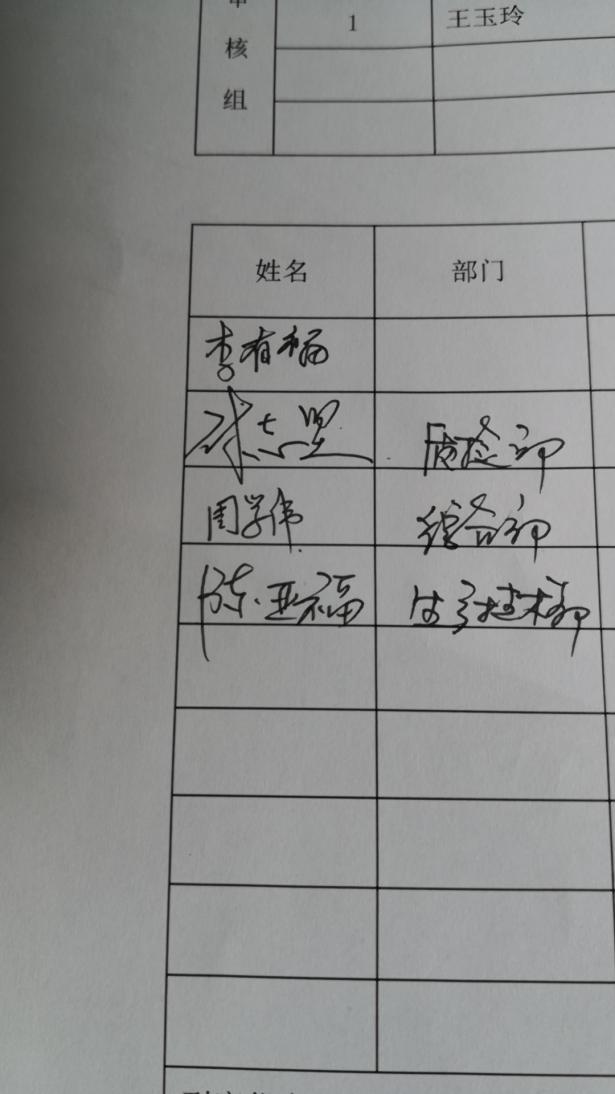 审
1 王玉玲
核
组
姓名 部门
李有福
质检部
周学伟 综合部
陈亚福 生产技术部